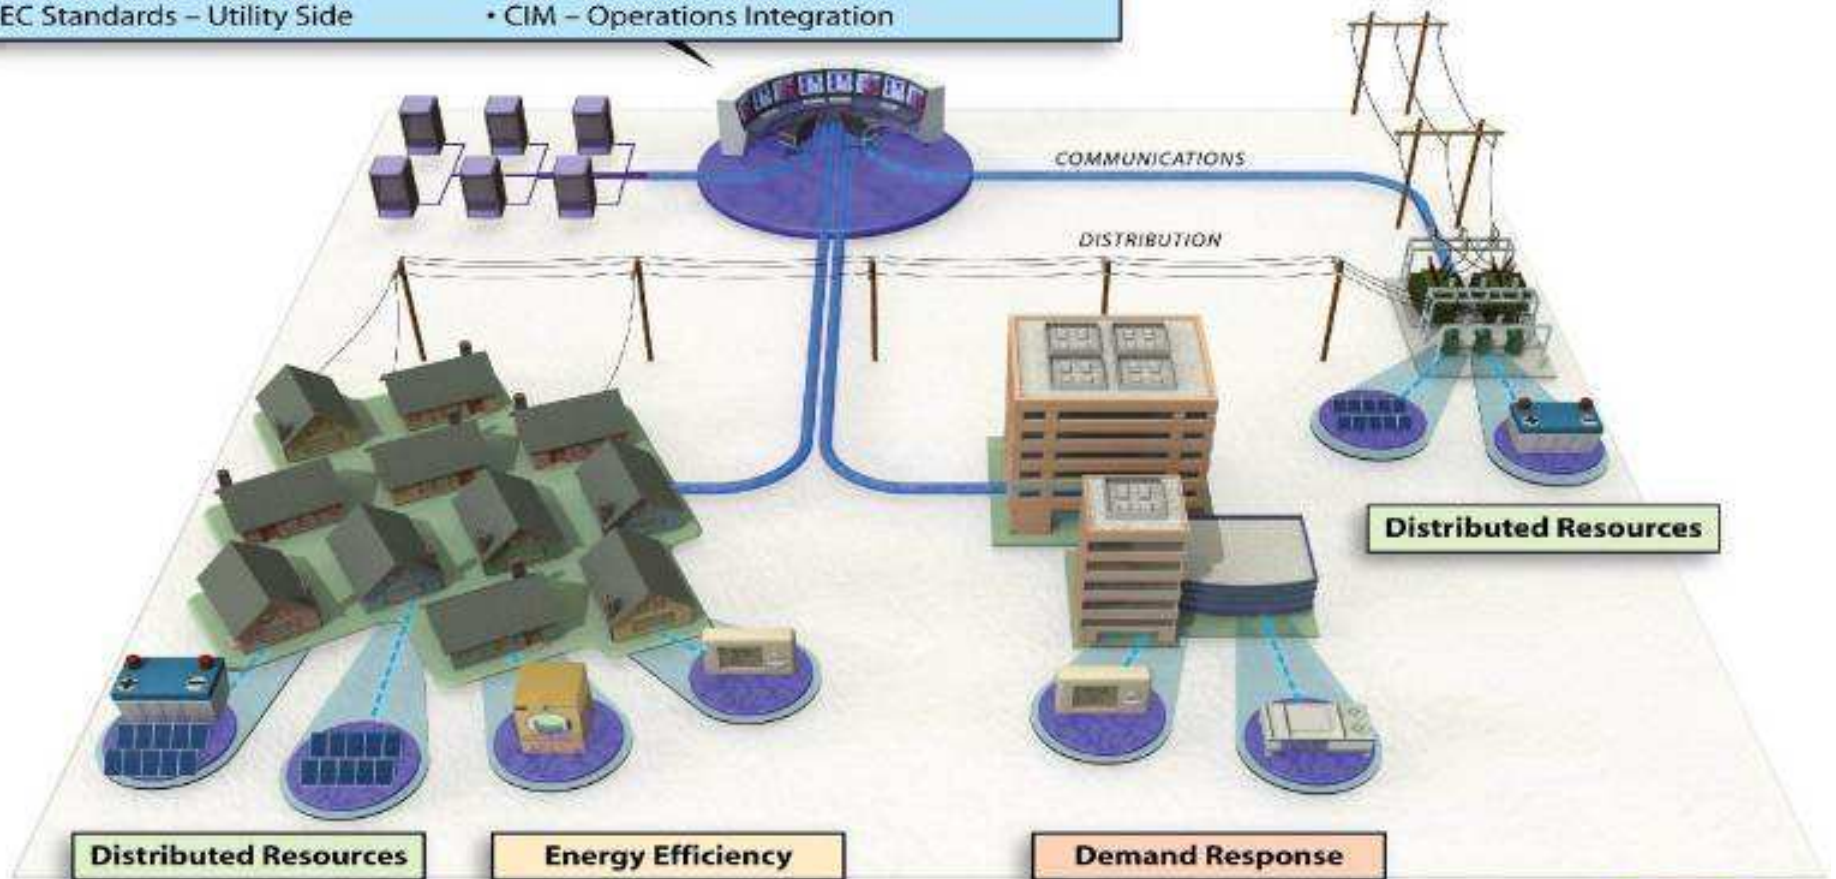 EC Standards – Utility Side
• CIM – Operations Integration
COMMUNICATIONS
DISTRIBUTION
Distributed Resources
Distributed Resources
Energy Efficiency
Demand Response